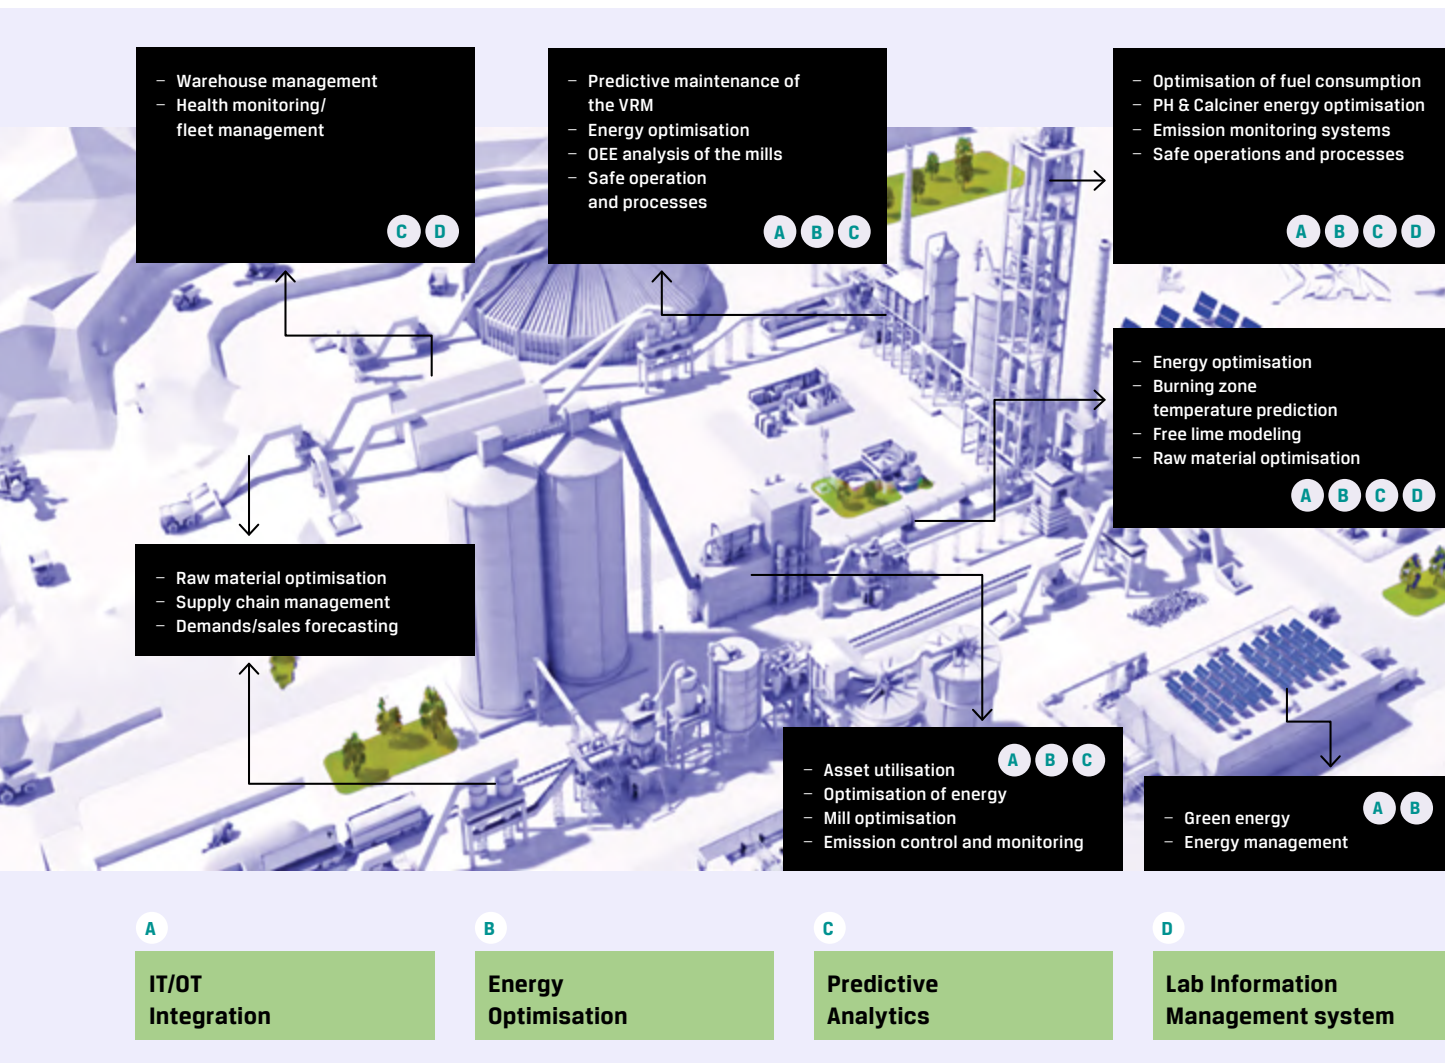 – Warehouse management
– Health monitoring/
fleet management
C D
– Predictive maintenance of
the VRM
– Energy optimisation
– OEE analysis of the mills
– Safe operation
and processes
A B C
– Optimisation of fuel consumption
– PH & Calciner energy optimisation
– Emission monitoring systems
– Safe operations and processes
A B C D
– Energy optimisation
– Burning zone
temperature prediction
– Free lime modeling
– Raw material optimisation
A B C D
– Raw material optimisation
– Supply chain management
– Demands/sales forecasting
A B C
– Asset utilisation
– Optimisation of energy
– Mill optimisation
– Emission control and monitoring
A B
– Green energy
– Energy management
A
IT/OT
Integration
B
Energy
Optimisation
C
Predictive
Analytics
D
Lab Information
Management system